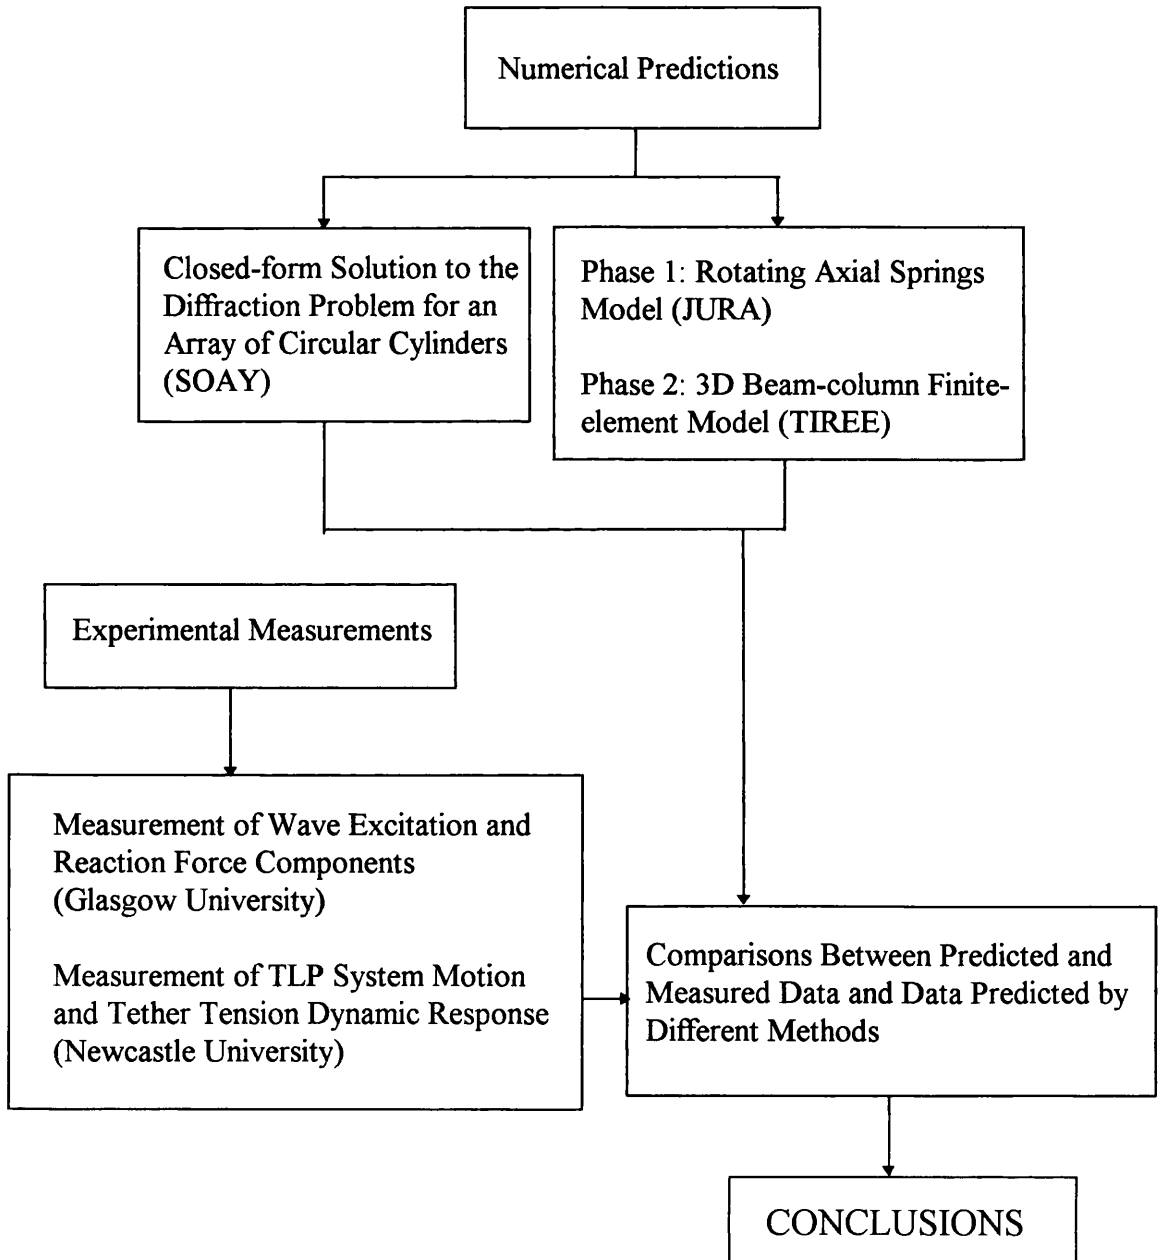 Numerical Predictions
Closed-form Solution to the
Diffraction Problem for an
Array of Circular Cylinders
(SOAY)
Phase 1: Rotating Axial Springs
Model (JURA)
Phase 2: 3D Beam-column Finite-
element Model (TIREE)
Experimental Measurements
Measurement of Wave Excitation and
Reaction Force Components
(Glasgow University)
Measurement of TLP System Motion
and Tether Tension Dynamic Response
(Newcastle University)
Comparisons Between Predicted and
Measured Data and Data Predicted by
Different Methods
CONCLUSIONS